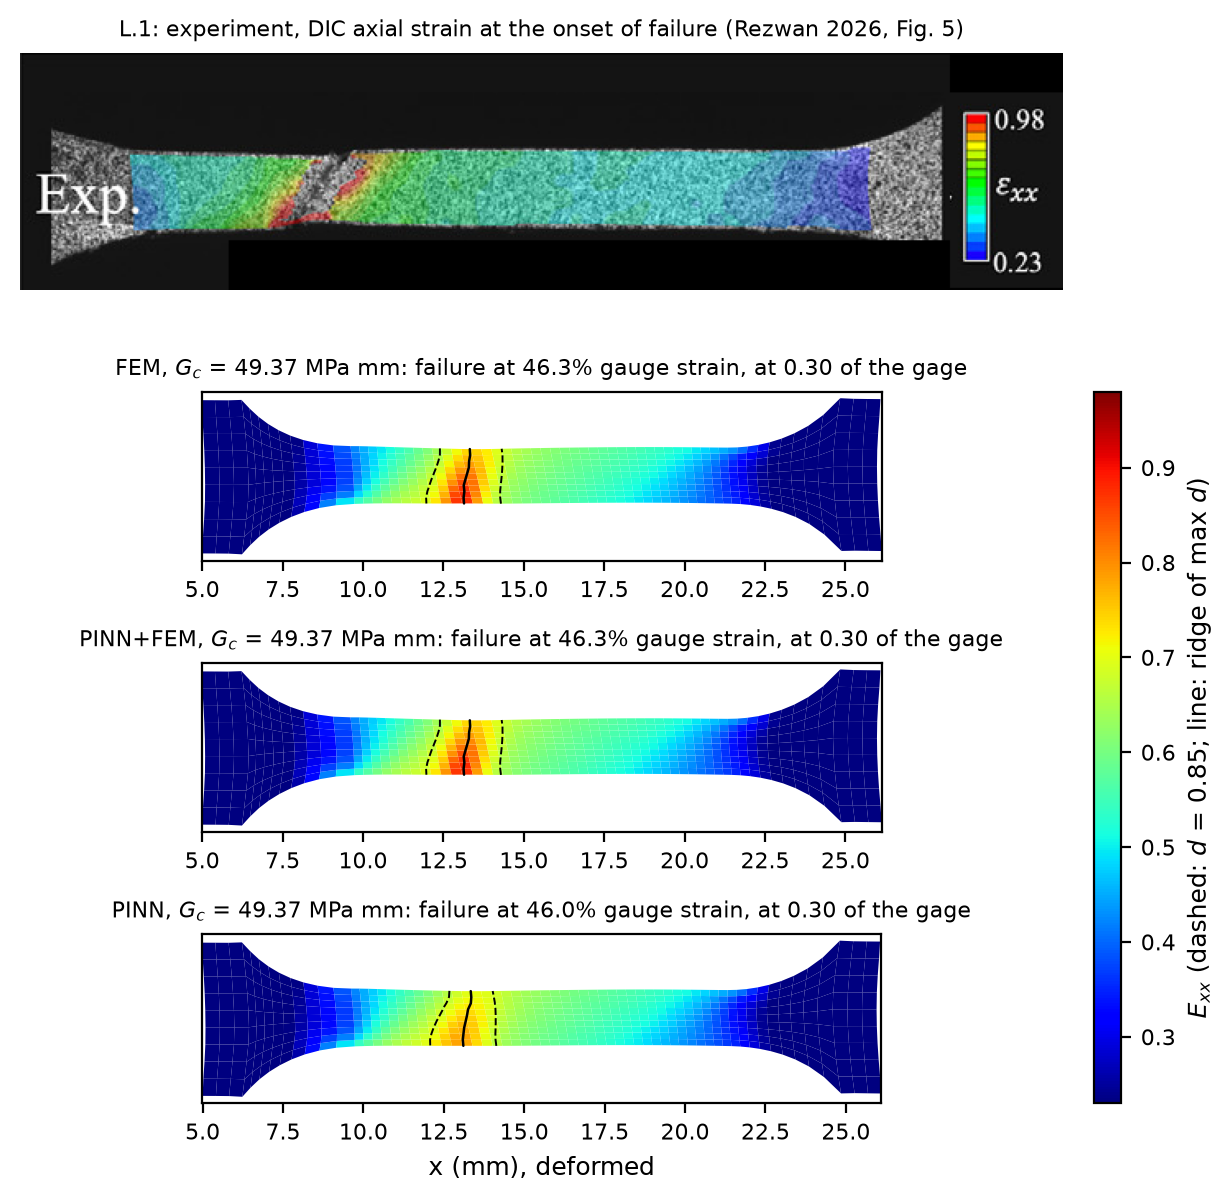 L.1: experiment, DIC axial strain at the onset of failure (Rezwan 2026, Fig. 5)
Exp.
0.98
εxx
0.23
FEM, Gc = 49.37 MPa mm: failure at 46.3% gauge strain, at 0.30 of the gage
5.0 7.5 10.0 12.5 15.0 17.5 20.0 22.5 25.0
PINN+FEM, Gc = 49.37 MPa mm: failure at 46.3% gauge strain, at 0.30 of the gage
5.0 7.5 10.0 12.5 15.0 17.5 20.0 22.5 25.0
PINN, Gc = 49.37 MPa mm: failure at 46.0% gauge strain, at 0.30 of the gage
5.0 7.5 10.0 12.5 15.0 17.5 20.0 22.5 25.0
x (mm), deformed
0.9
0.8
0.7
0.6
0.5
0.4
0.3
Exx (dashed: d = 0.85; line: ridge of max d)